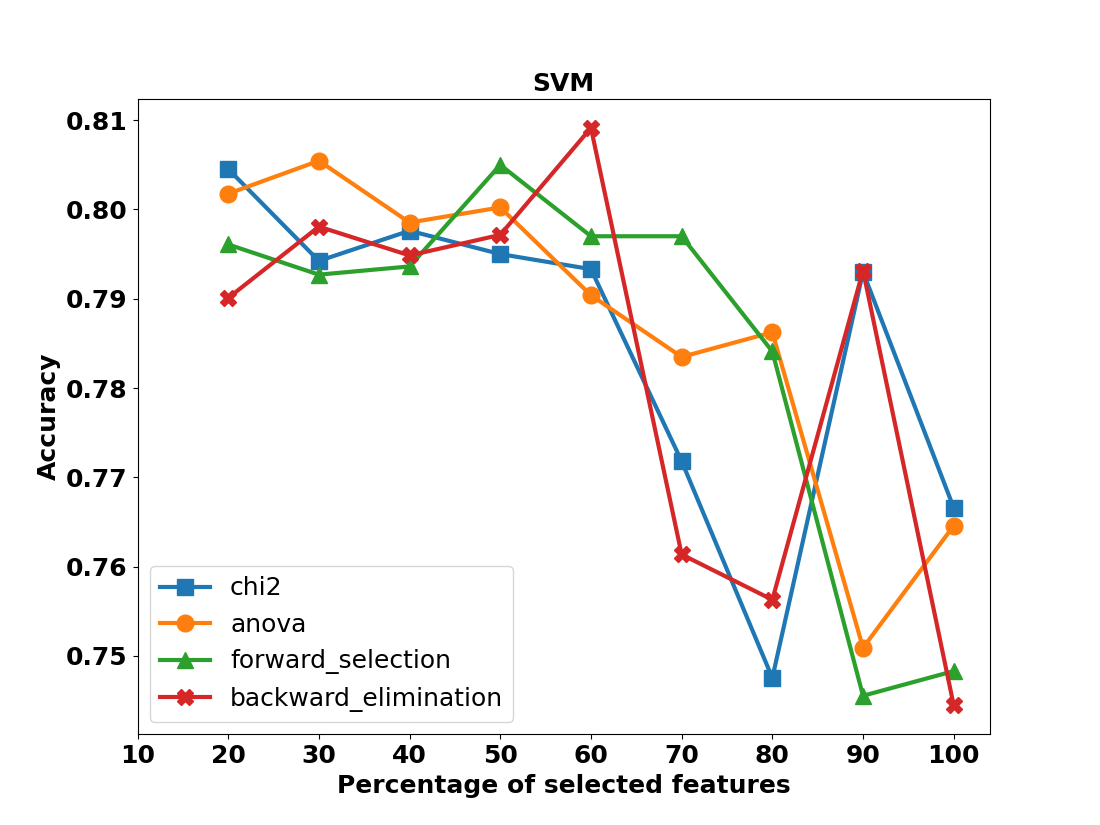 SVM
0.81
0.80
0.79
0.78
0.77
0.76
0.75
Accuracy
chi2
anova
forward_selection
backward_elimination
10 20 30 40 50 60 70 80 90 100
Percentage of selected features